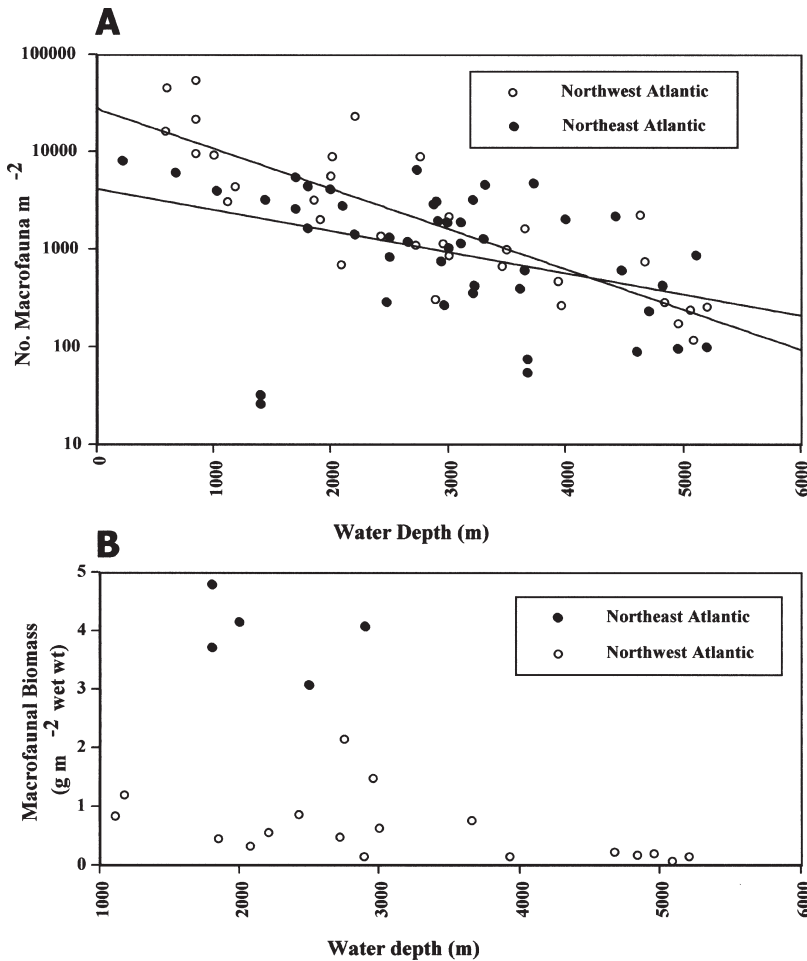 A
100000
10000
1000
100
10
No. Macrofauna m -2
Northwest Atlantic
Northeast Atlantic
0
1000
2000
3000
4000
5000
6000
Water Depth (m)
B
5
4
3
2
1
0
Macrofaunal Biomass
(g m -2 wet wt)
Northeast Atlantic
Northwest Atlantic
1000
2000
3000
4000
5000
6000
Water depth (m)